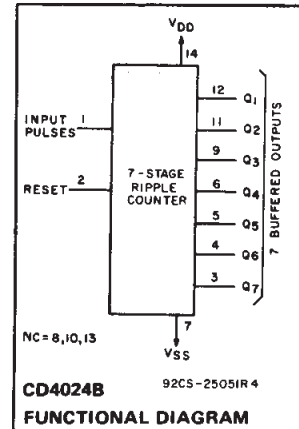 VDD
14
INPUT PULSES 1
RESET 2
7-STAGE
RIPPLE
COUNTER
12 Q1
11 Q2
9 Q3
6 Q4
5 Q5
4 Q6
3 Q7
7 BUFFERED OUTPUTS
7
VSS
NC=8,10,13
92CS-25051R4
CD4024B
FUNCTIONAL DIAGRAM